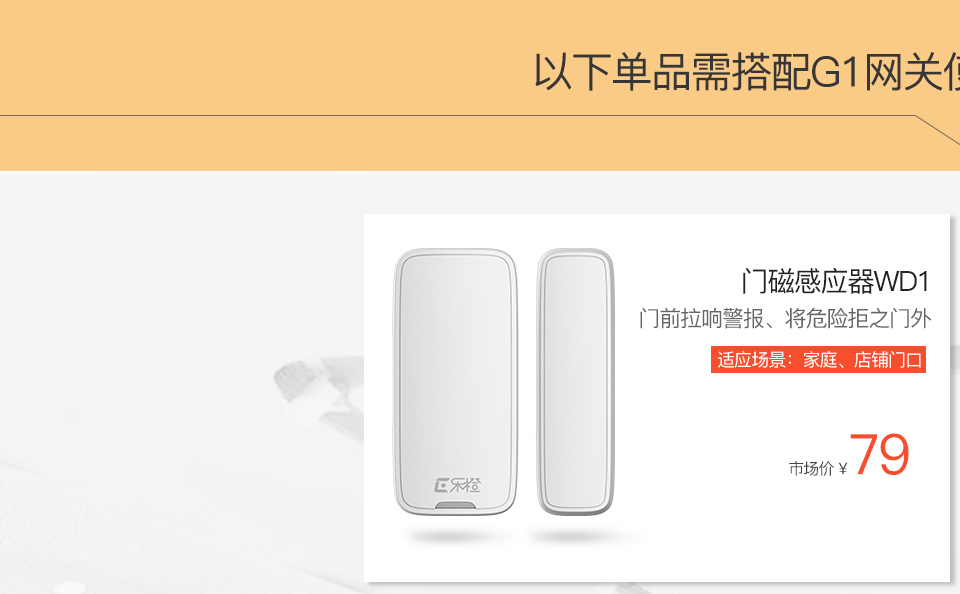 以下单品需搭配G1网关
门磁感应器WD1
门前拉响警报、将危险拒之门外
适应场景：家庭、店铺门口
市场价 ¥ 79
乐橙